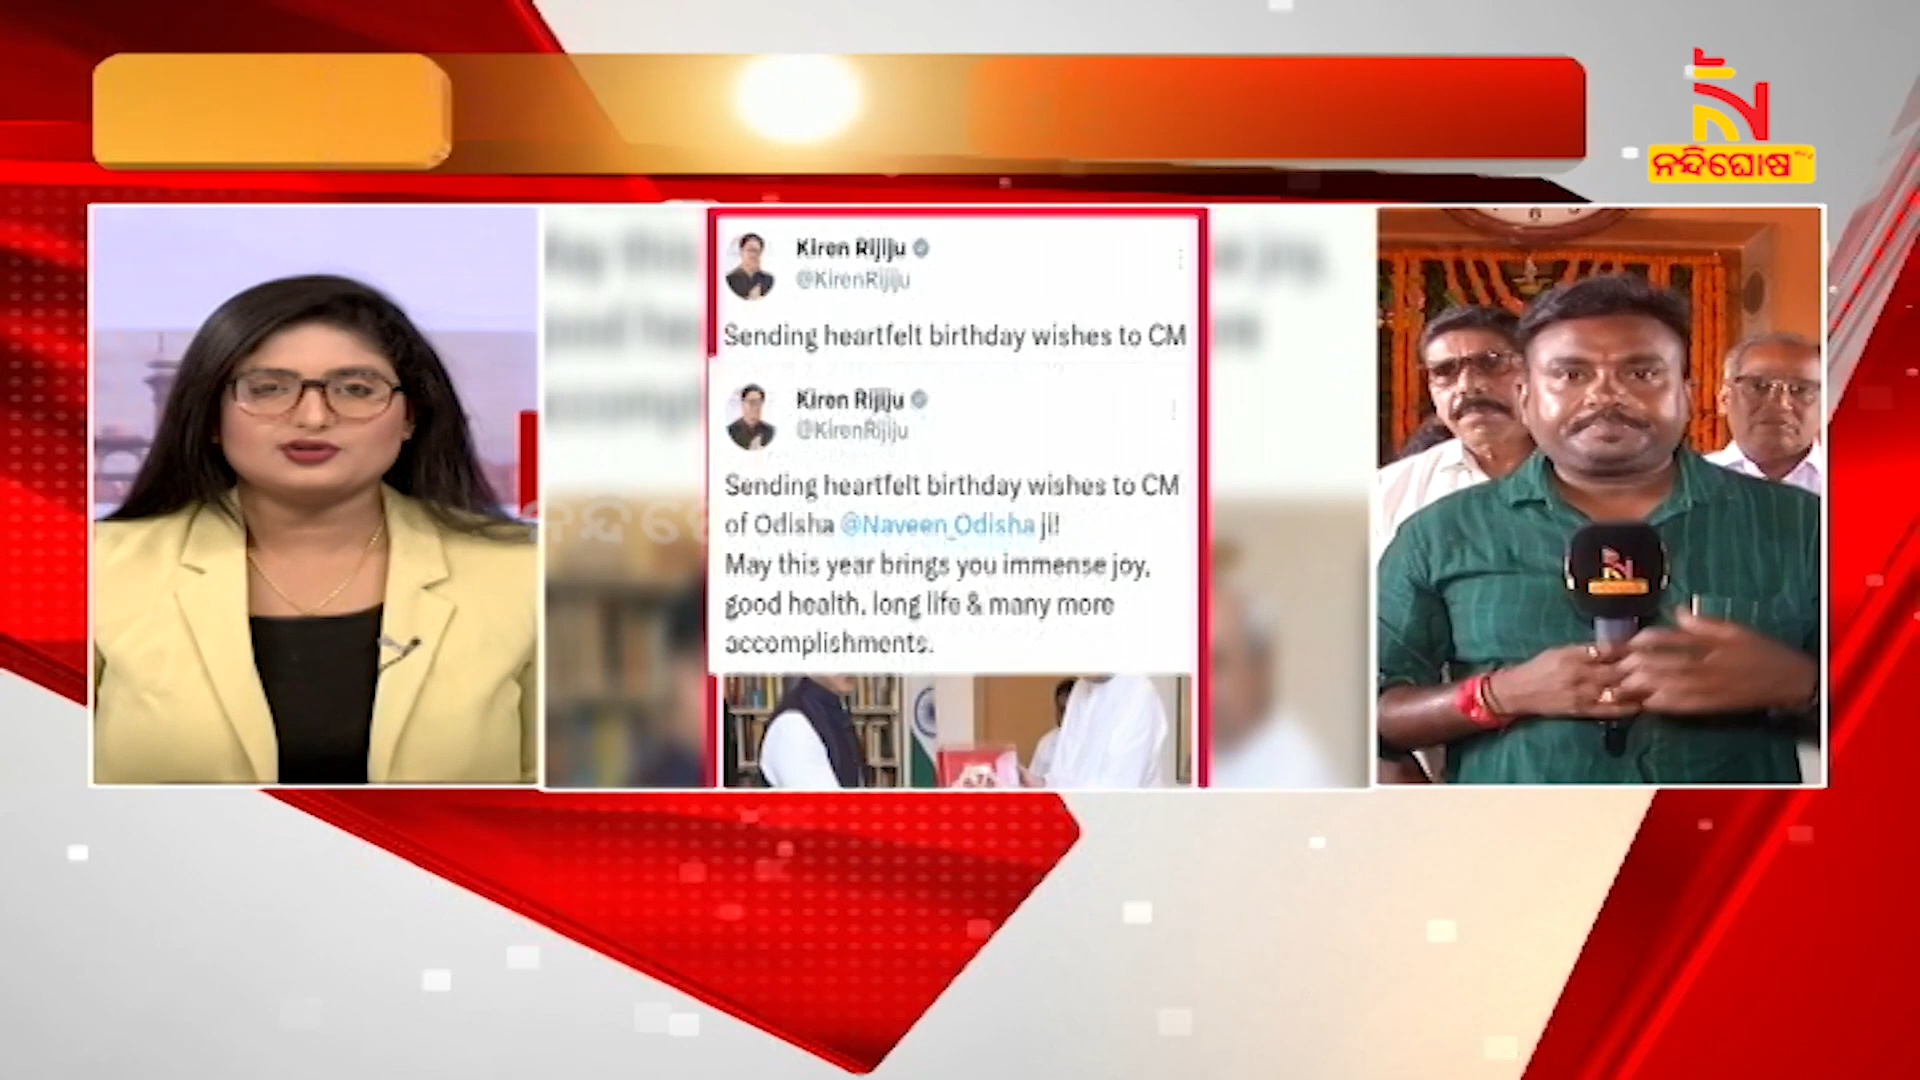 ନନ୍ଦିଘୋଷ
Kiren Rijiju
@KirenRijiju
Sending heartfelt birthday wishes to CM
Kiren Rijiju
@KirenRijiju
Sending heartfelt birthday wishes to CM
of Odisha @Naveen_Odisha ji!
May this year brings you immense joy,
good health, long life & many more
accomplishments.